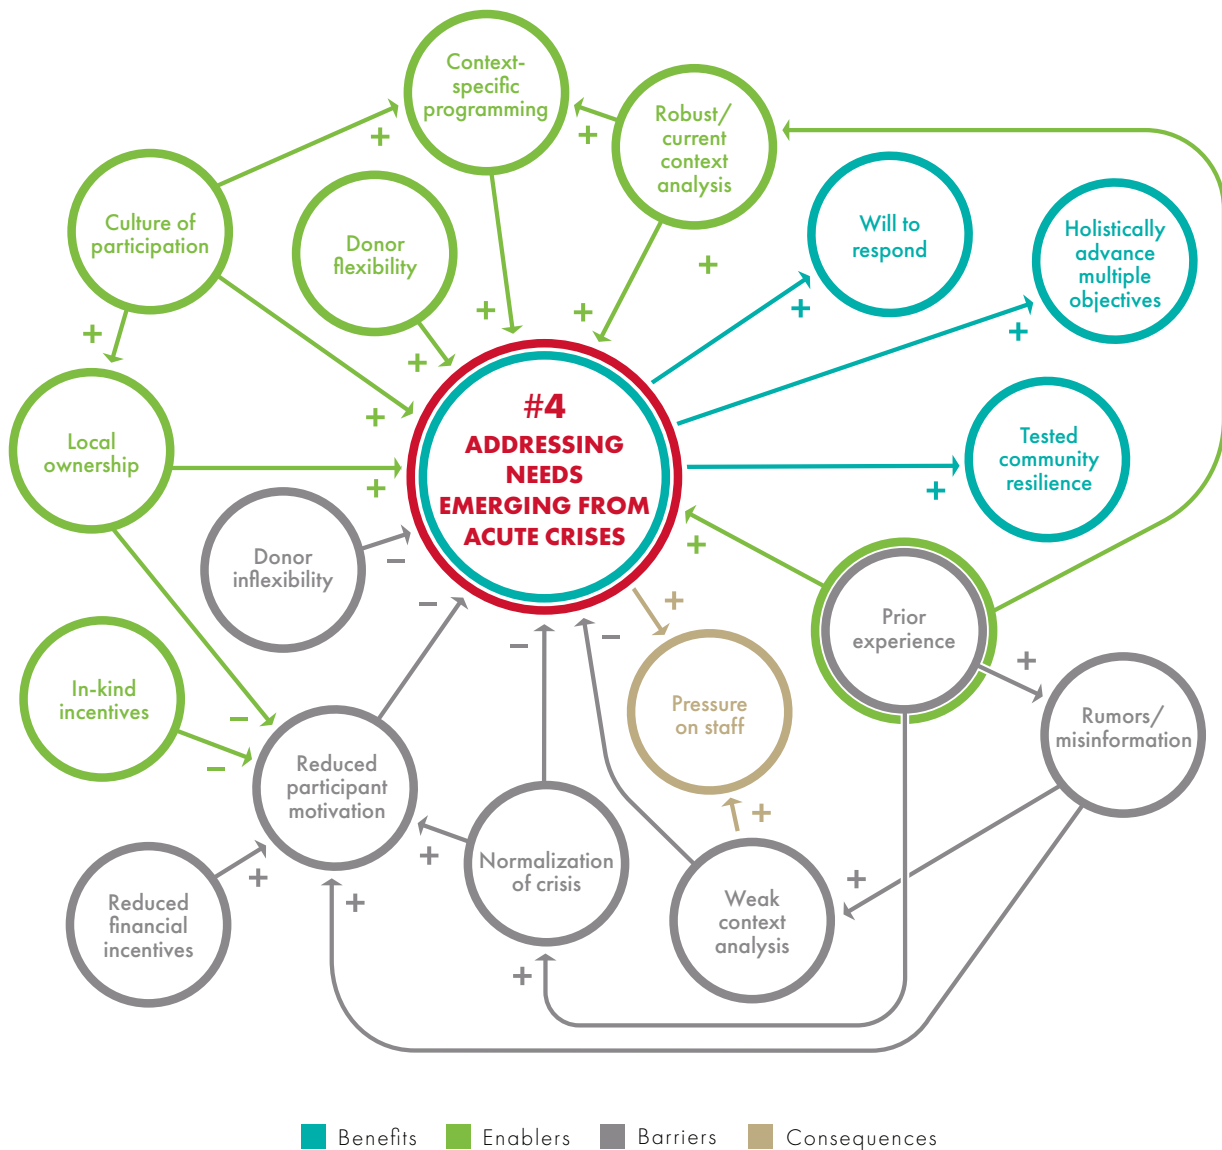 Context-
specific
programming
Robust/
current
context
analysis
+
+
Culture of
participation
Donor
flexibility
Will to
respond
Holistically
advance
multiple
objectives
+
+
+
+
+
+
+
+
#4
ADDRESSING
NEEDS
EMERGING FROM
ACUTE CRISES
+
Local
ownership
+
Tested
community
resilience
+
Donor
inflexibility
−
+
−
−
−
+
Prior
experience
+
In-kind
incentives
−
−
Pressure
on staff
Rumors/
misinformation
Reduced
participant
motivation
+
+
+
Normalization
of crisis
+
+
Reduced
financial
incentives
Weak
context
analysis
+
Benefits
Enablers
Barriers
Consequences